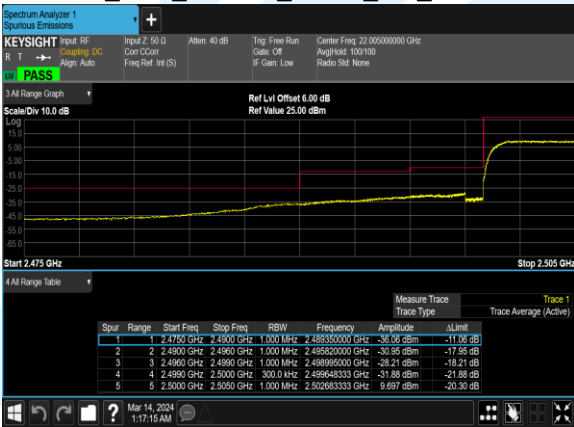 Spectrum Analyzer 1
Spurious Emissions
KEYSIGHT Input: RF Input Z: 50 Ω Atten: 40 dB Trig: Free Run Center Freq: 22.005000000 GHz
R T Coupling: DC Corr CCorr Gate: Off Avg|Hold: 100/100
Align: Auto Freq Ref: Int (S) IF Gain: Low Radio Std: None
PASS
3 All Range Graph
Ref Lvl Offset 6.00 dB
Scale/Div 10.0 dB Ref Value 25.00 dBm
Log
15.0
5.00
-5.00
-15.0
-25.0
-35.0
-45.0
-55.0
-65.0
Start 2.475 GHz Stop 2.505 GHz
4 All Range Table
Measure Trace Trace 1
Trace Type Trace Average (Active)
Spur Range Start Freq Stop Freq RBW Frequency Amplitude ΔLimit
1 1 2.4750 GHz 2.4900 GHz 1.000 MHz 2.489350000 GHz -36.06 dBm -11.06 dB
2 2 2.4900 GHz 2.4960 GHz 1.000 MHz 2.495820000 GHz -30.95 dBm -17.95 dB
3 3 2.4960 GHz 2.4990 GHz 1.000 MHz 2.498995000 GHz -28.21 dBm -18.21 dB
4 4 2.4990 GHz 2.5000 GHz 300.0 kHz 2.499648333 GHz -31.88 dBm -21.88 dB
5 5 2.5000 GHz 2.5050 GHz 1.000 MHz 2.502683333 GHz 9.697 dBm -20.30 dB
Mar 14, 2024
1:17:15 AM